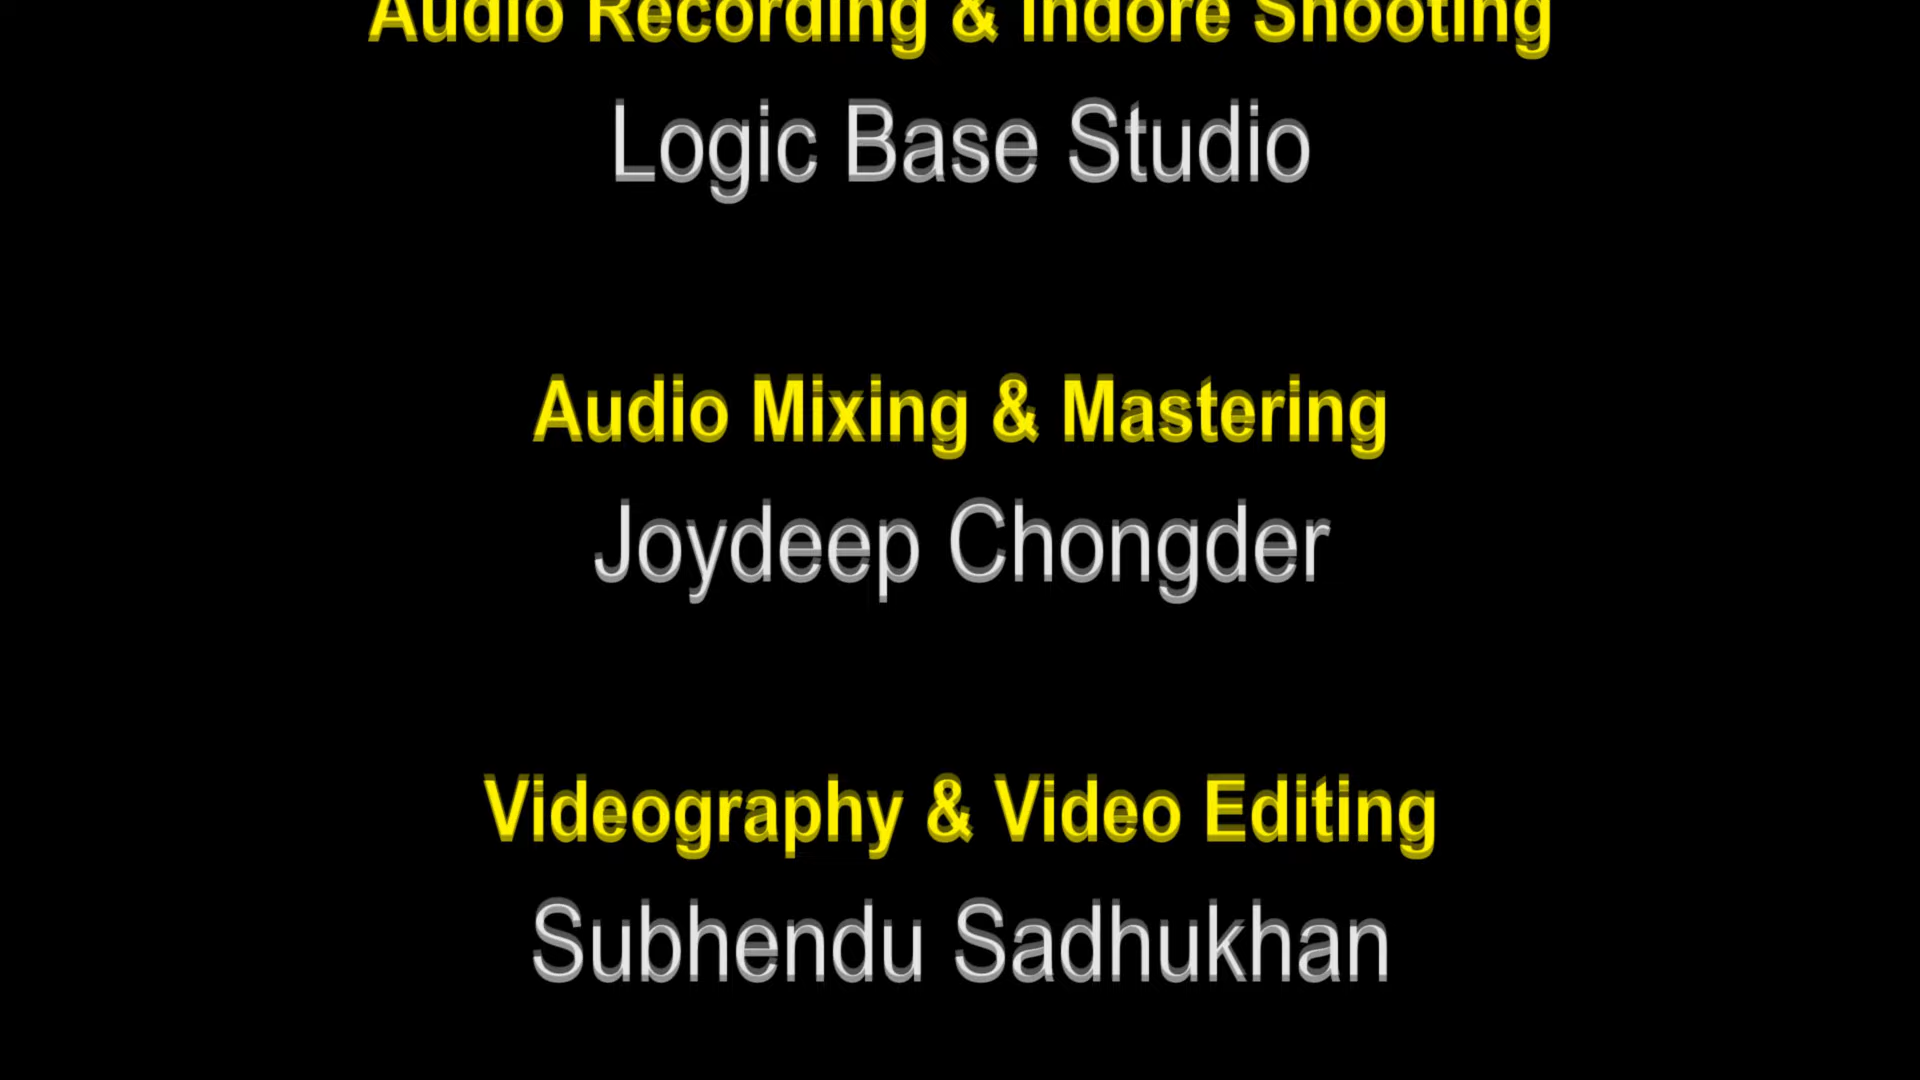 Audio Recording & Indore Shooting
Logic Base Studio
Audio Mixing & Mastering
Joydeep Chongder
Videography & Video Editing
Subhendu Sadhukhan